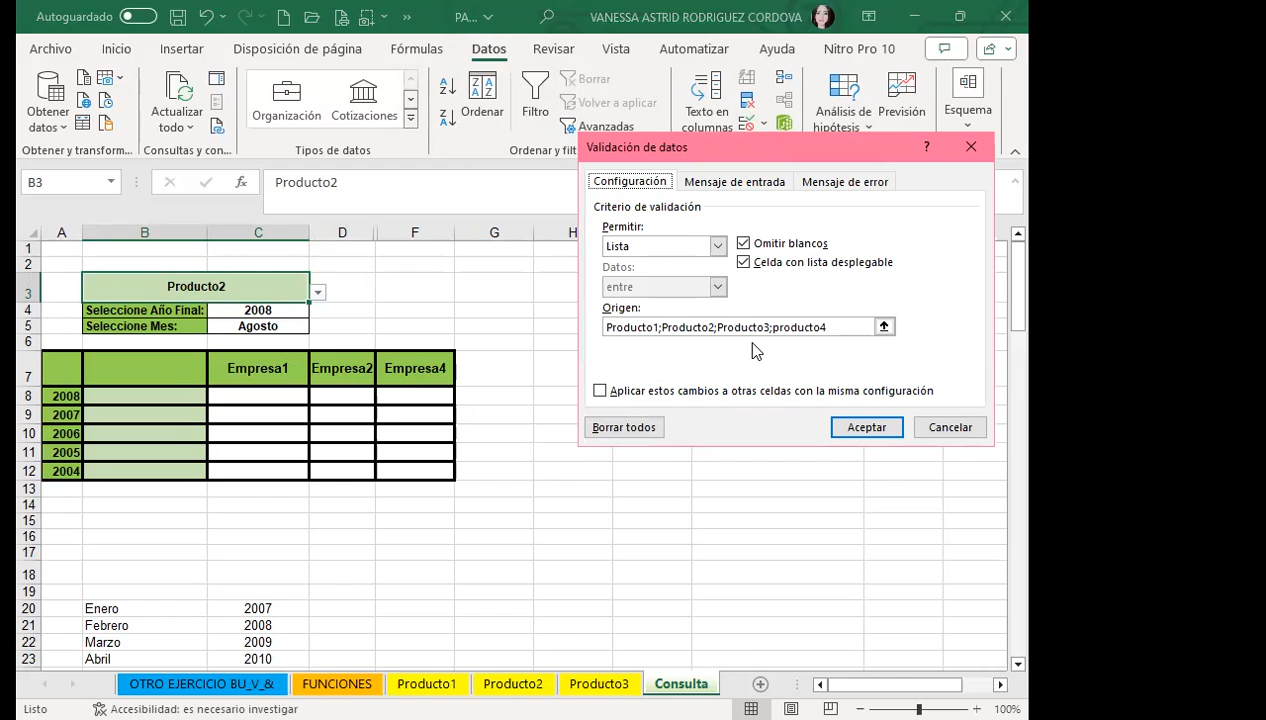 Autoguardado PA... VANESSA ASTRID RODRIGUEZ CORDOVA
Archivo Inicio Insertar Disposición de página Fórmulas Datos Revisar Vista Automatizar Ayuda Nitro Pro 10
Obtener datos Actualizar todo Organización Cotizaciones Ordenar Filtro Borrar Volver a aplicar Avanzadas Texto en columnas Análisis de hipótesis Previsión Esquema
Obtener y transform... Consultas y con... Tipos de datos Ordenar y filt
B3 fx Producto2
Validación de datos ?
Configuración Mensaje de entrada Mensaje de error
Criterio de validación
Permitir:
Lista Omitir blancos
Celda con lista desplegable
Datos:
entre
Origen:
Producto1;Producto2;Producto3;producto4
Aplicar estos cambios a otras celdas con la misma configuración
Borrar todos Aceptar Cancelar
A B C D F G H
1
2
3 Producto2
4 Seleccione Año Final: 2008
5 Seleccione Mes: Agosto
6
7 Empresa1 Empresa2 Empresa4
8 2008
9 2007
10 2006
11 2005
12 2004
13
14
15
16
17
18
19
20 Enero 2007
21 Febrero 2008
22 Marzo 2009
23 Abril 2010
OTRO EJERCICIO BU_V_& FUNCIONES Producto1 Producto2 Producto3 Consulta
Listo Accesibilidad: es necesario investigar 100%